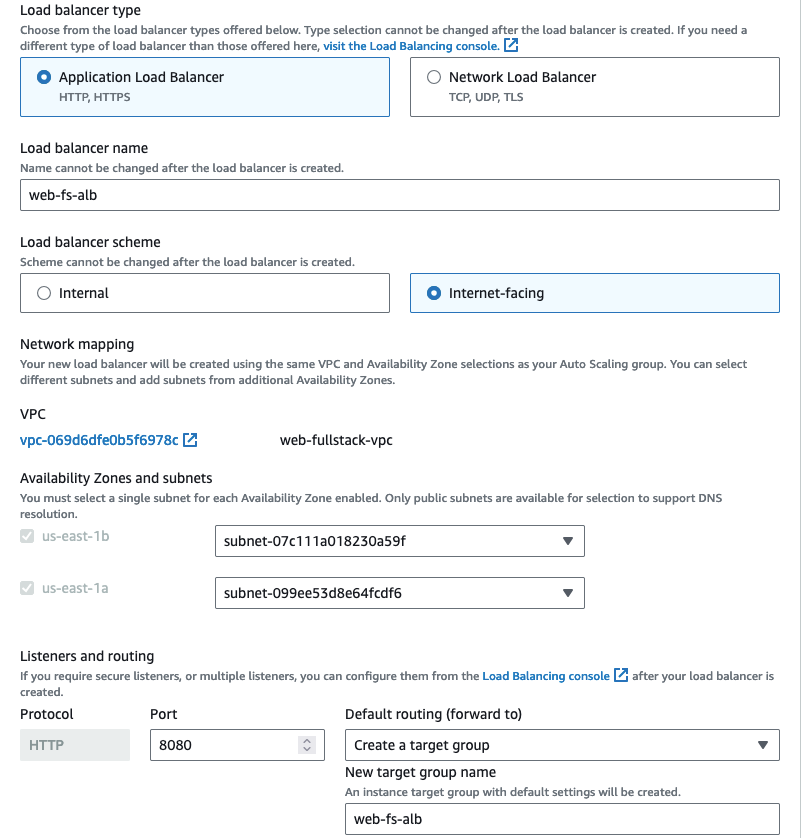 Load balancer type
Choose from the load balancer types offered below. Type selection cannot be changed after the load balancer is created. If you need a
different type of load balancer than those offered here, visit the Load Balancing console.
Application Load Balancer
HTTP, HTTPS
Network Load Balancer
TCP, UDP, TLS
Load balancer name
Name cannot be changed after the load balancer is created.
web-fs-alb
Load balancer scheme
Scheme cannot be changed after the load balancer is created.
Internal
Internet-facing
Network mapping
Your new load balancer will be created using the same VPC and Availability Zone selections as your Auto Scaling group. You can select
different subnets and add subnets from additional Availability Zones.
VPC
vpc-069d6dfe0b5f6978c
web-fullstack-vpc
Availability Zones and subnets
You must select a single subnet for each Availability Zone enabled. Only public subnets are available for selection to support DNS
resolution.
us-east-1b
subnet-07c111a018230a59f
us-east-1a
subnet-099ee53d8e64fcdf6
Listeners and routing
If you require secure listeners, or multiple listeners, you can configure them from the Load Balancing console after your load balancer is
created.
Protocol
Port
Default routing (forward to)
HTTP
8080
Create a target group
New target group name
An instance target group with default settings will be created.
web-fs-alb